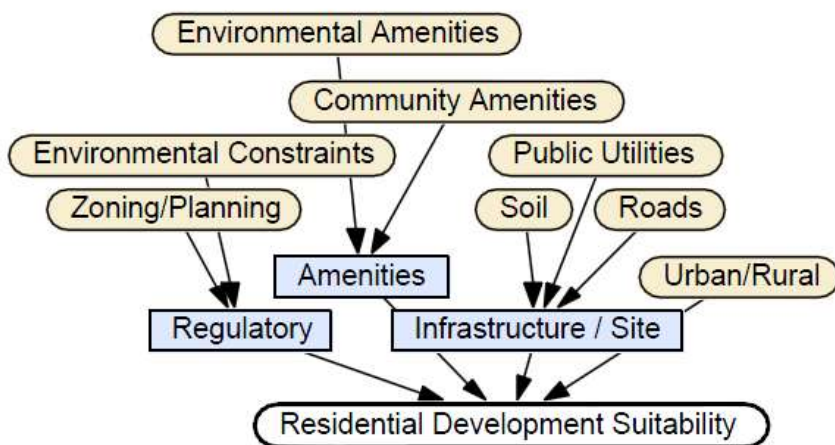 Environmental Amenities
Community Amenities
Environmental Constraints
Public Utilities
Zoning/Planning
Soil
Roads
Amenities
Urban/Rural
Regulatory
Infrastructure / Site
Residential Development Suitability